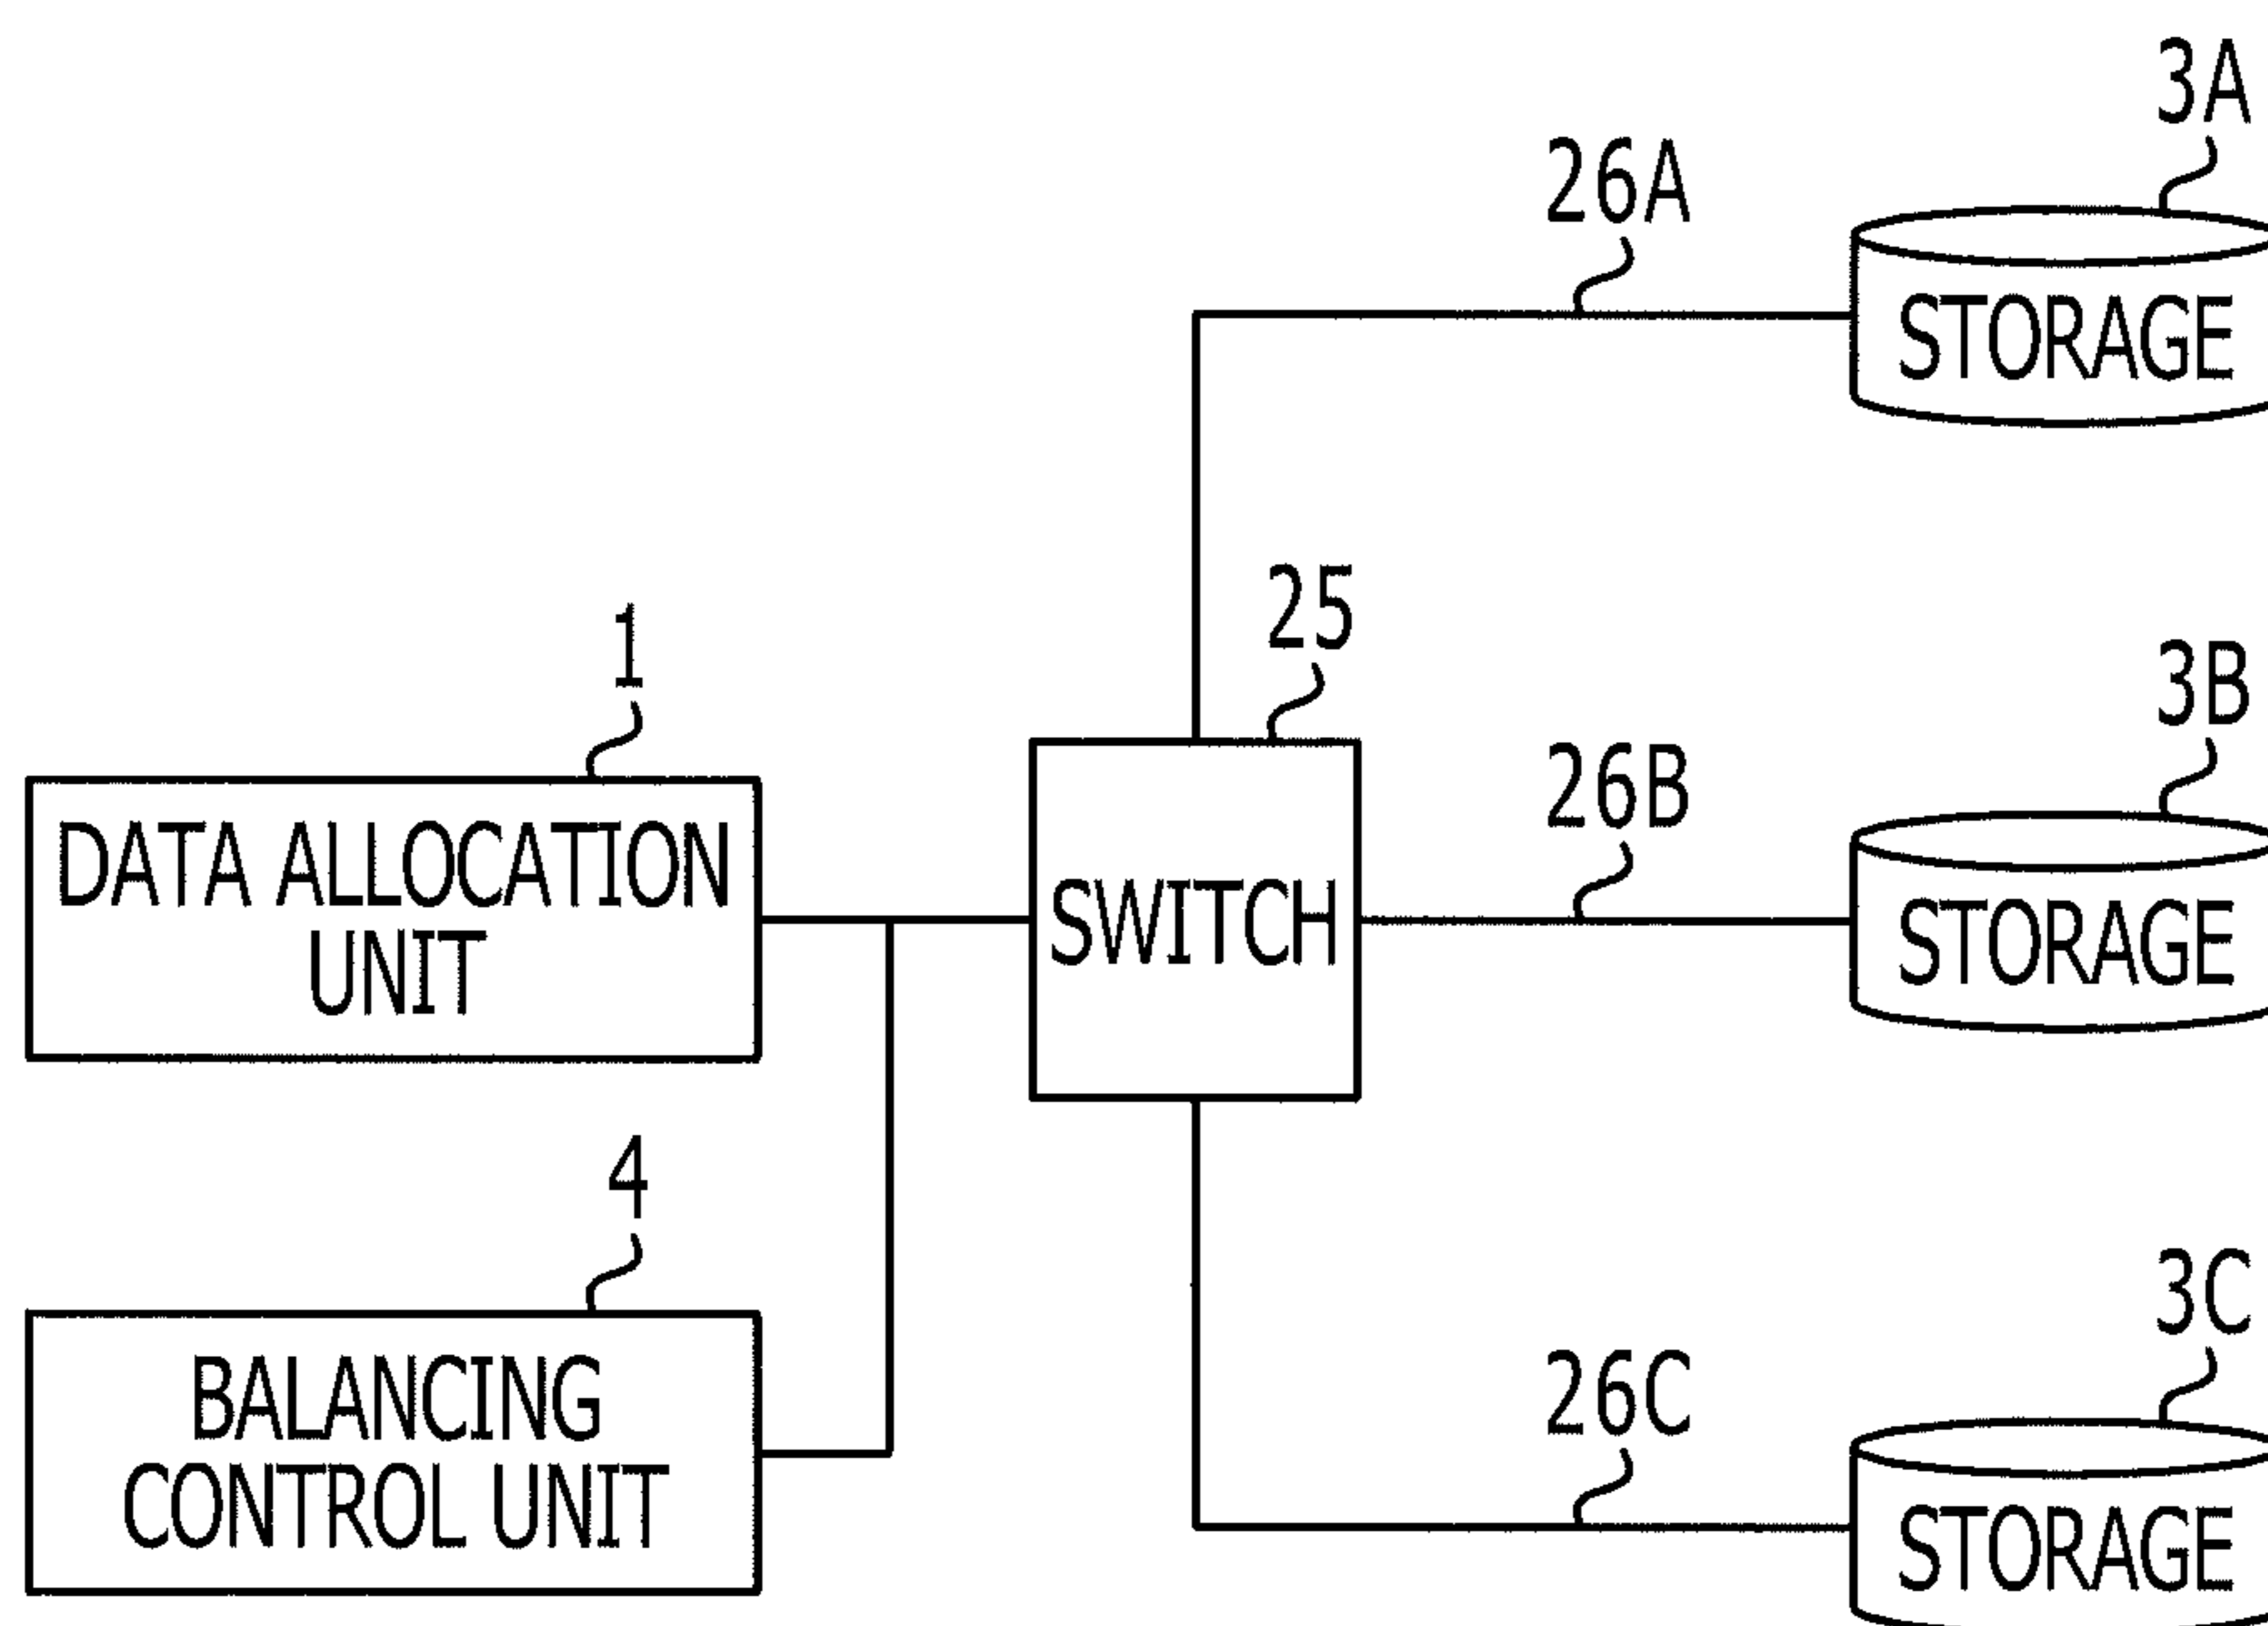 3A
26A
STORAGE
25
1
3B
26B
DATA ALLOCATION
UNIT
SWITCH
STORAGE
4
3C
26C
BALANCING
CONTROL UNIT
STORAGE